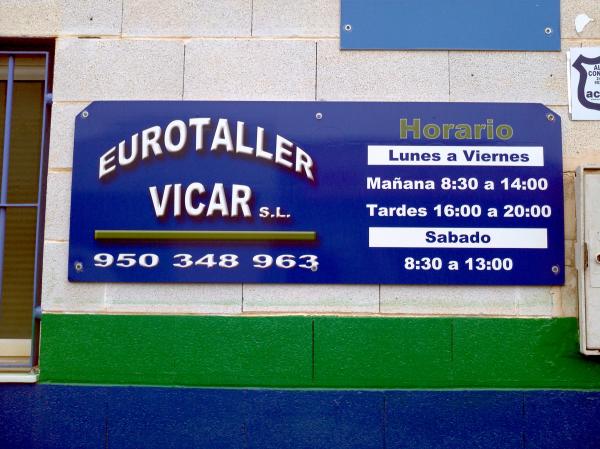 EUROTALLER
VICAR S.L.
950 348 963
Horario
Lunes a Viernes
Mañana 8:30 a 14:00
Tardes 16:00 a 20:00
Sabado
8:30 a 13:00